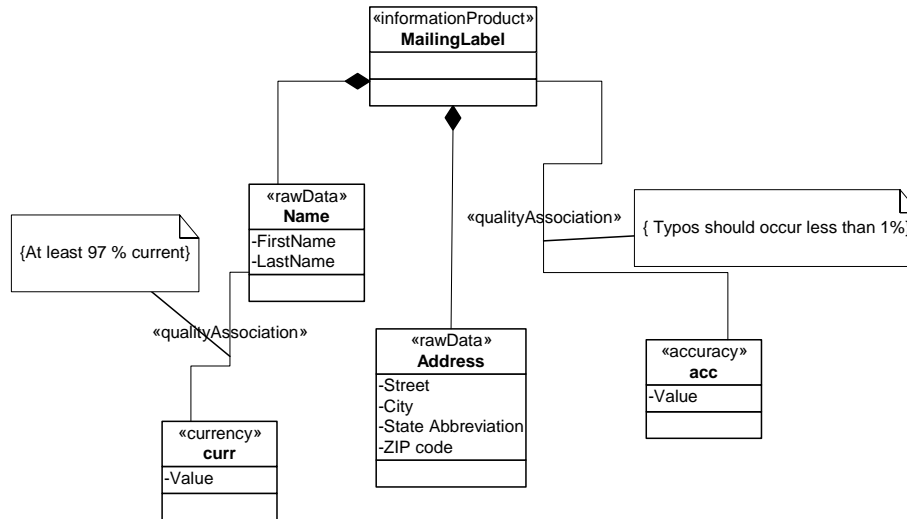 «informationProduct»
MailingLabel
«rawData»
Name
-FirstName
-LastName
«qualityAssociation»
{ Typos should occur less than 1%}
{At least 97 % current}
«qualityAssociation»
«rawData»
Address
-Street
-City
-State Abbreviation
-ZIP code
«accuracy»
acc
-Value
«currency»
curr
-Value